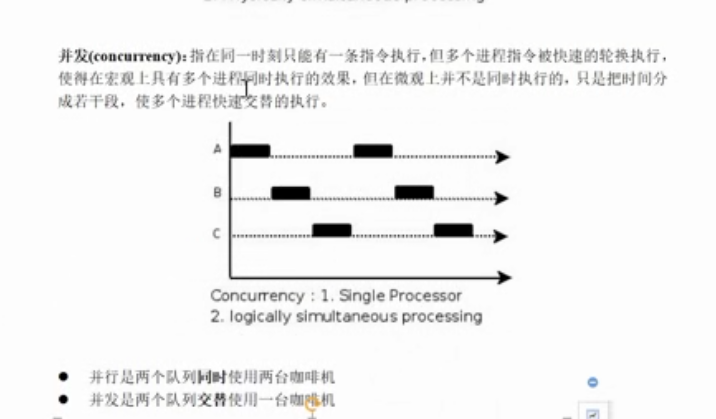 并发(concurrency)：指在同一时刻只能有一条指令执行，但多个进程指令被快速的轮换执行，
使得在宏观上具有多个进程同时执行的效果，但在微观上并不是同时执行的，只是把时间分
成若干段，使多个进程快速交替的执行。
A
B
C
Concurrency : 1. Single Processor
2. logically simultaneous processing
● 并行是两个队列同时使用两台咖啡机
● 并发是两个队列交替使用一台咖啡机